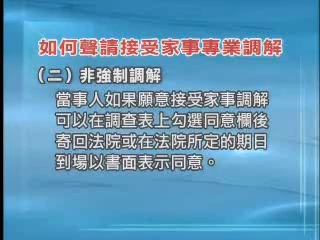 如何聲請接受家事專業調解
（二）非強制調解
當事人如果願意接受家事調解
可以在調查表上勾選同意欄後
寄回法院或在法院所定的期日
到場以書面表示同意。